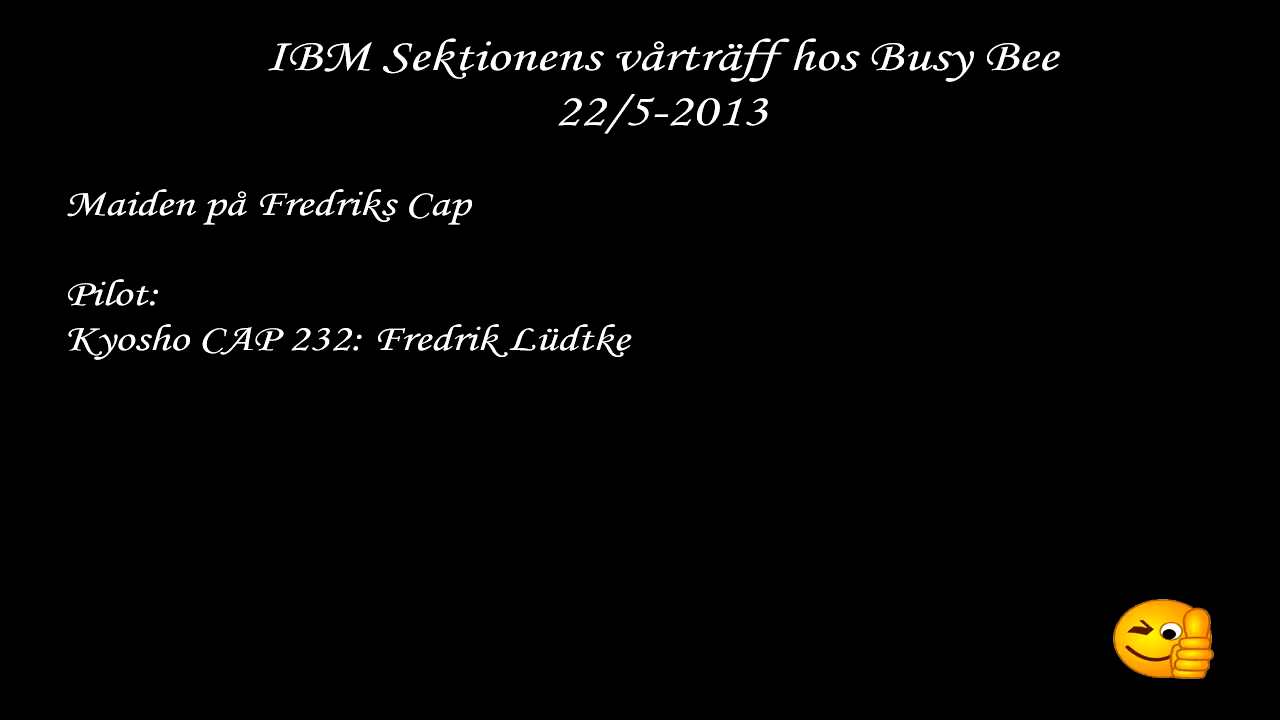 IBM Sektionens vårträff hos Busy Bee
22/5-2013
Maiden på Fredriks Cap
Pilot:
Kyosho CAP 232: Fredrik Lüdtke